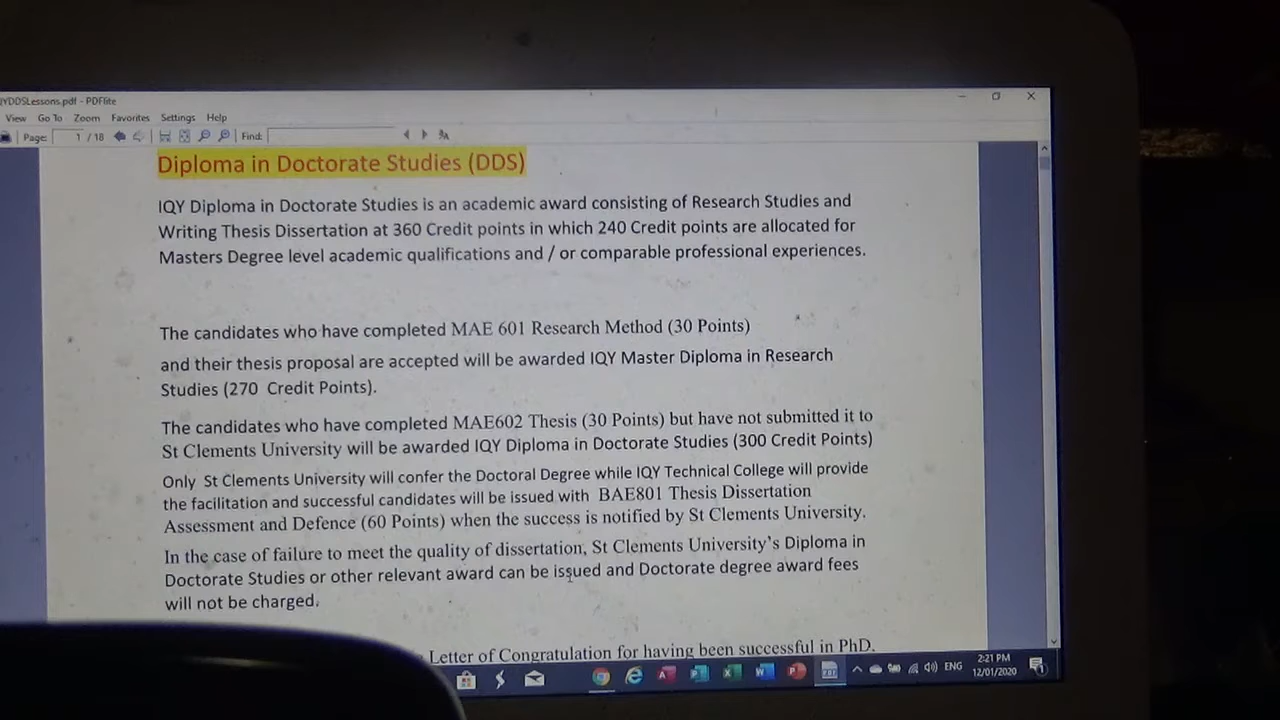 YDDSLessons.pdf - PDFlite
View Go To Zoom Favorites Settings Help
Page: 1 / 18 Find:
Diploma in Doctorate Studies (DDS)
IQY Diploma in Doctorate Studies is an academic award consisting of Research Studies and
Writing Thesis Dissertation at 360 Credit points in which 240 Credit points are allocated for
Masters Degree level academic qualifications and / or comparable professional experiences.
The candidates who have completed MAE 601 Research Method (30 Points)
and their thesis proposal are accepted will be awarded IQY Master Diploma in Research
Studies (270 Credit Points).
The candidates who have completed MAE602 Thesis (30 Points) but have not submitted it to
St Clements University will be awarded IQY Diploma in Doctorate Studies (300 Credit Points)
Only St Clements University will confer the Doctoral Degree while IQY Technical College will provide
the facilitation and successful candidates will be issued with BAE801 Thesis Dissertation
Assessment and Defence (60 Points) when the success is notified by St Clements University.
In the case of failure to meet the quality of dissertation, St Clements University's Diploma in
Doctorate Studies or other relevant award can be issued and Doctorate degree award fees
will not be charged.
Letter of Congratulation for having been successful in PhD.
ENG
2:21 PM
12/01/2020